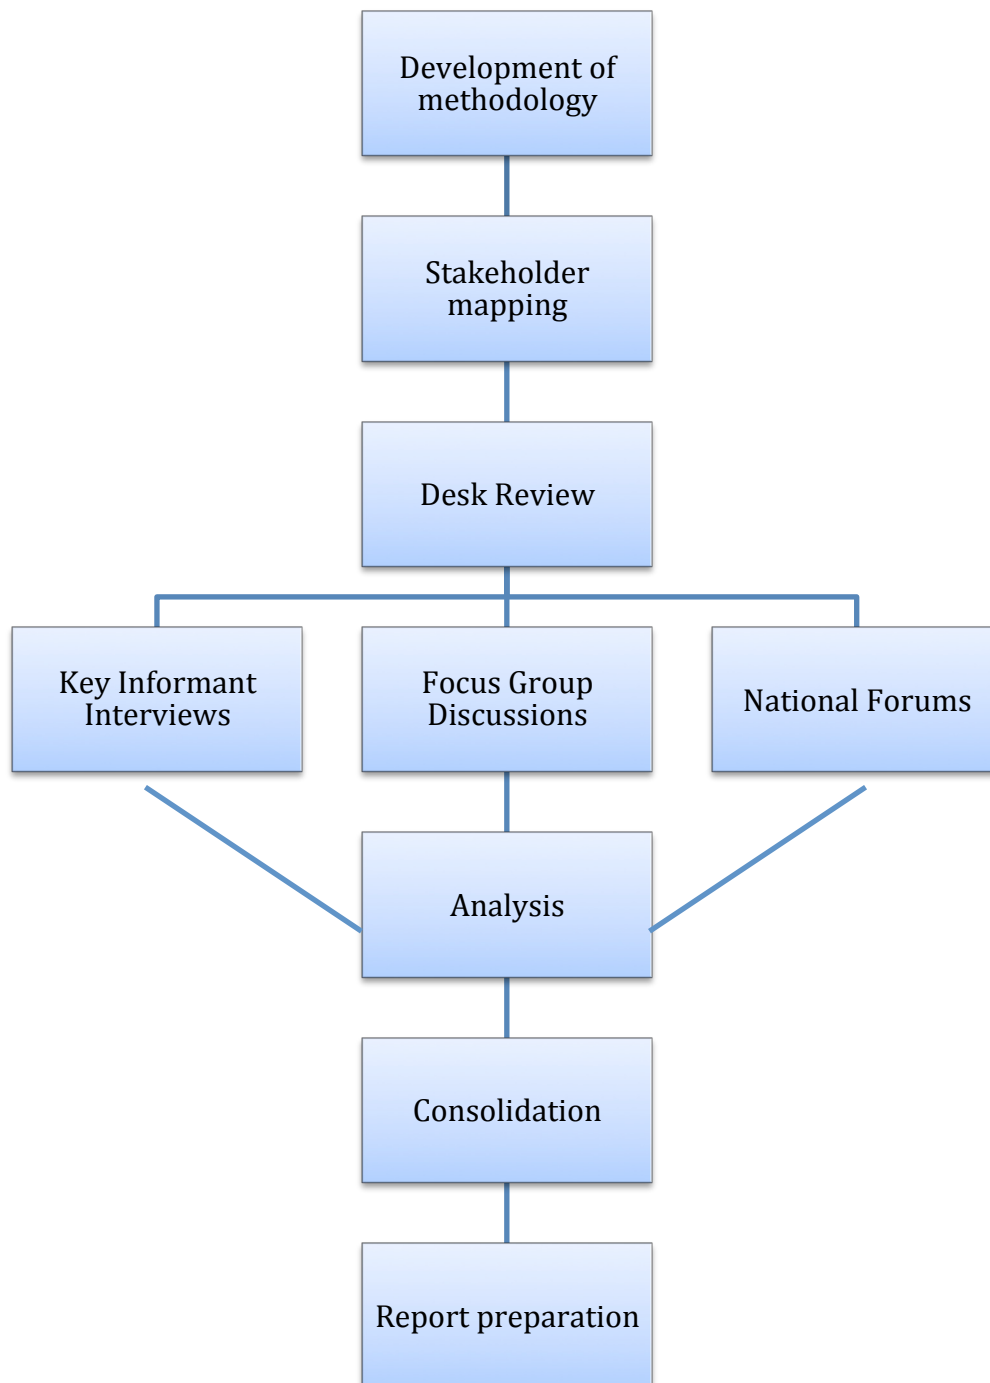 Development of
methodology
Stakeholder
mapping
Desk Review
Key Informant
Interviews
Focus Group
Discussions
National Forums
Analysis
Consolidation
Report preparation